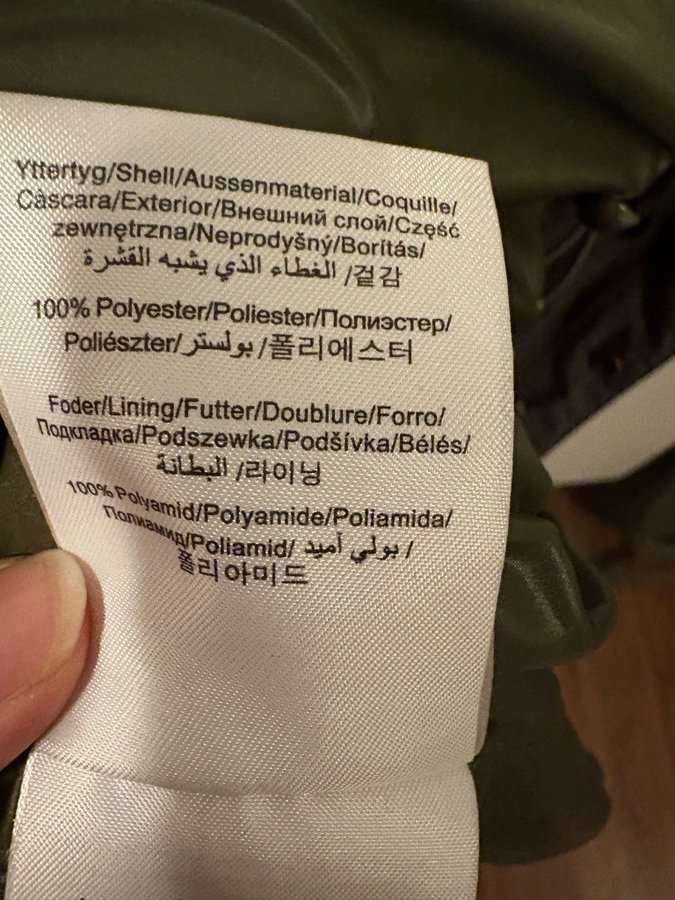 Yttertyg/Shell/Aussenmaterial/Coquille/
Càscara/Exterior/Внешний слой/Część
zewnętrzna/Neprodyšný/Borítás/
الغطاء الذي يشبه القشرة /겉감
100% Polyester/Poliester/Полиэстер/
Poliészter/بولستر/폴리에스터
Foder/Lining/Futter/Doublure/Forro/
Подкладка/Podszewka/Podšívka/Bélés/
البطانة /라이닝
100% Polyamid/Polyamide/Poliamida/
Полиамид/Poliamid/ بولي آميد /
폴리아미드